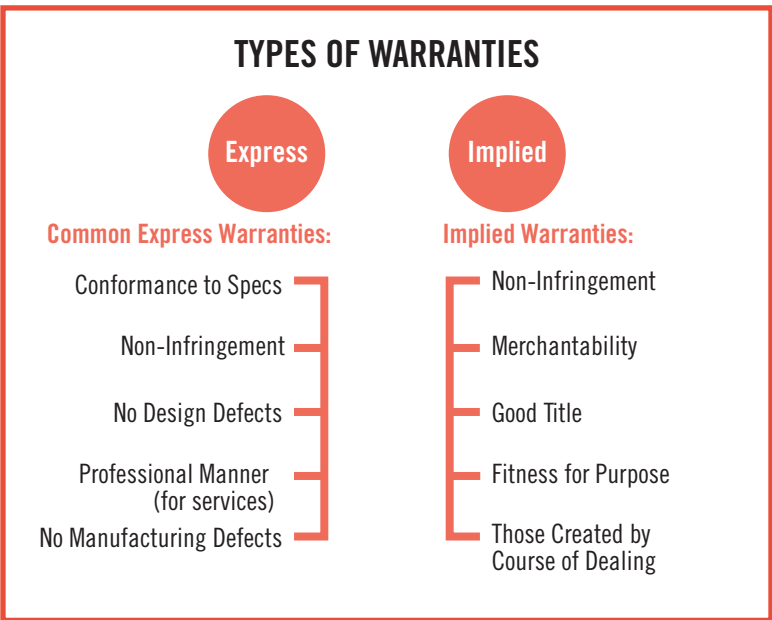 TYPES OF WARRANTIES
Express
Implied
Common Express Warranties:
Conformance to Specs
Non-Infringement
No Design Defects
Professional Manner
(for services)
No Manufacturing Defects
Implied Warranties:
Non-Infringement
Merchantability
Good Title
Fitness for Purpose
Those Created by
Course of Dealing